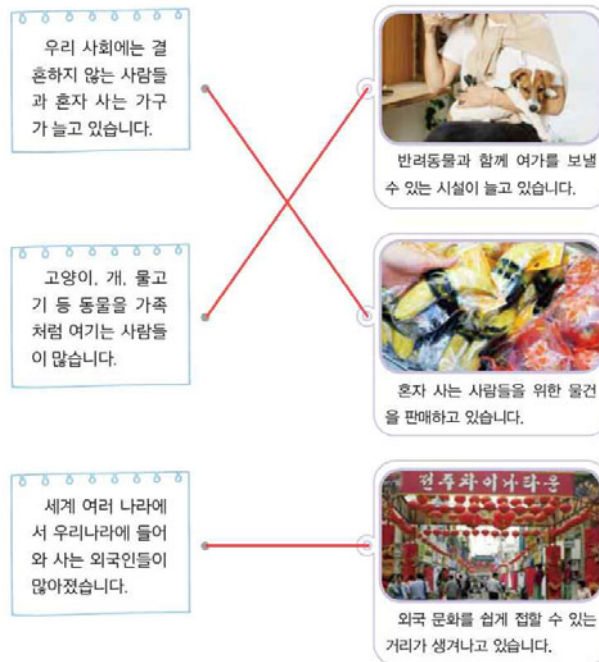 우리 사회에는 결
혼하지 않는 사람들
과 혼자 사는 가구
가 늘고 있습니다.
반려동물과 함께 여가를 보낼
수 있는 시설이 늘고 있습니다.
고양이, 개, 물고
기 등 동물을 가족
처럼 여기는 사람들
이 많습니다.
혼자 사는 사람들을 위한 물건
을 판매하고 있습니다.
세계 여러 나라에
서 우리나라에 들어
와 사는 외국인들이
많아졌습니다.
전주차이나타운
외국 문화를 쉽게 접할 수 있는
거리가 생겨나고 있습니다.